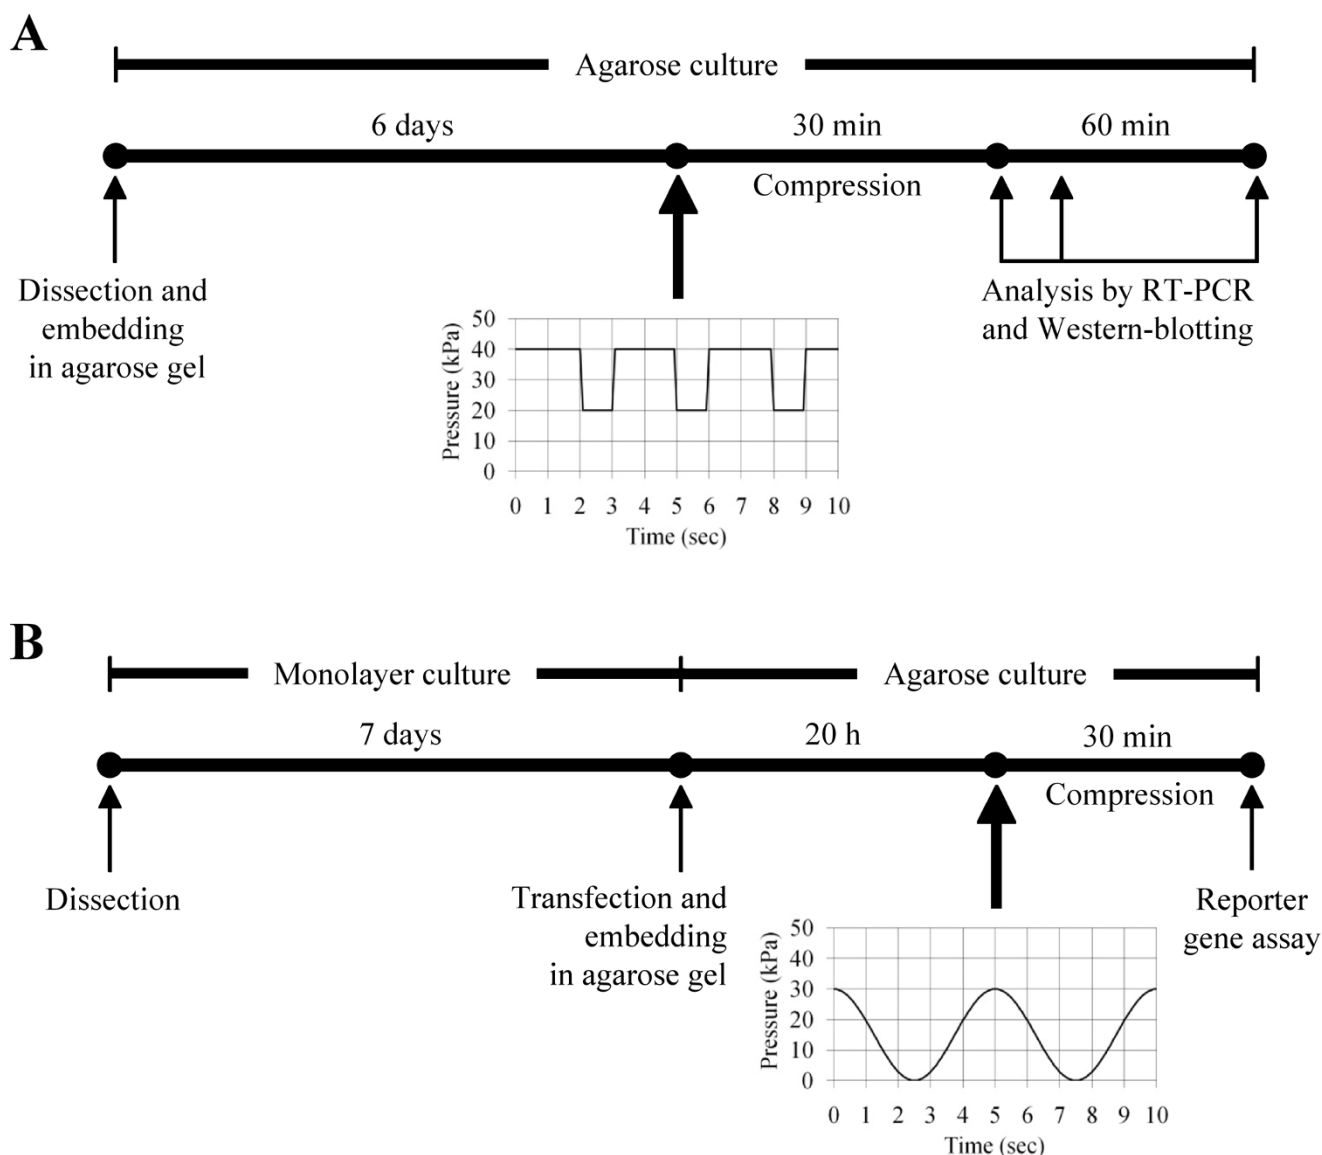 A
Agarose culture
6 days
30 min
60 min
Compression
Dissection and
embedding
in agarose gel
Analysis by RT-PCR
and Western-blotting
Pressure (kPa)
50
40
30
20
10
0
0 1 2 3 4 5 6 7 8 9 10
Time (sec)
B
Monolayer culture
Agarose culture
7 days
20 h
30 min
Compression
Dissection
Transfection and
embedding
in agarose gel
Reporter
gene assay
Pressure (kPa)
50
40
30
20
10
0
0 1 2 3 4 5 6 7 8 9 10
Time (sec)